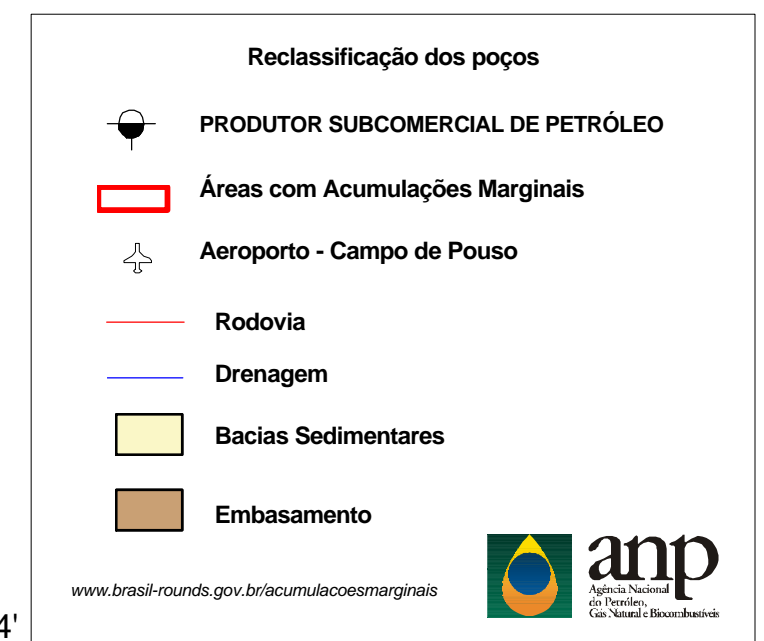 Reclassificação dos poços
PRODUTOR SUBCOMERCIAL DE PETRÓLEO
Áreas com Acumulações Marginais
Aeroporto - Campo de Pouso
Rodovia
Drenagem
Bacias Sedimentares
Embasamento
www.brasil-rounds.gov.br/acumulacoesmarginais
anp
Agência Nacional
do Petróleo,
Gás Natural e Biocombustíveis
4'